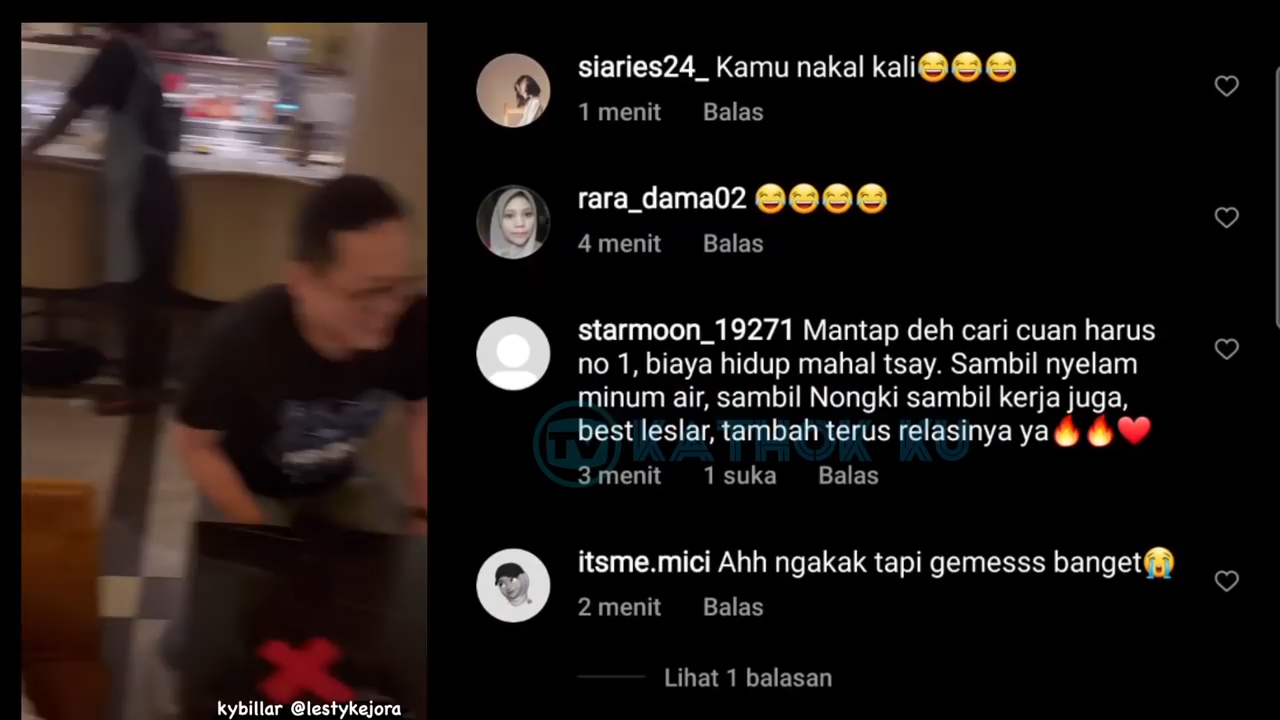 siaries24_ Kamu nakal kali😂😂😂
1 menit Balas
rara_dama02 😂😂😂😂
4 menit Balas
starmoon_19271 Mantap deh cari cuan harus
no 1, biaya hidup mahal tsay. Sambil nyelam
minum air, sambil Nongki sambil kerja juga,
best leslar, tambah terus relasinya ya🔥🔥❤️
TV KATHOK KU
3 menit 1 suka Balas
itsme.mici Ahh ngakak tapi gemesss banget😭
2 menit Balas
Lihat 1 balasan
kybillar @lestykejora